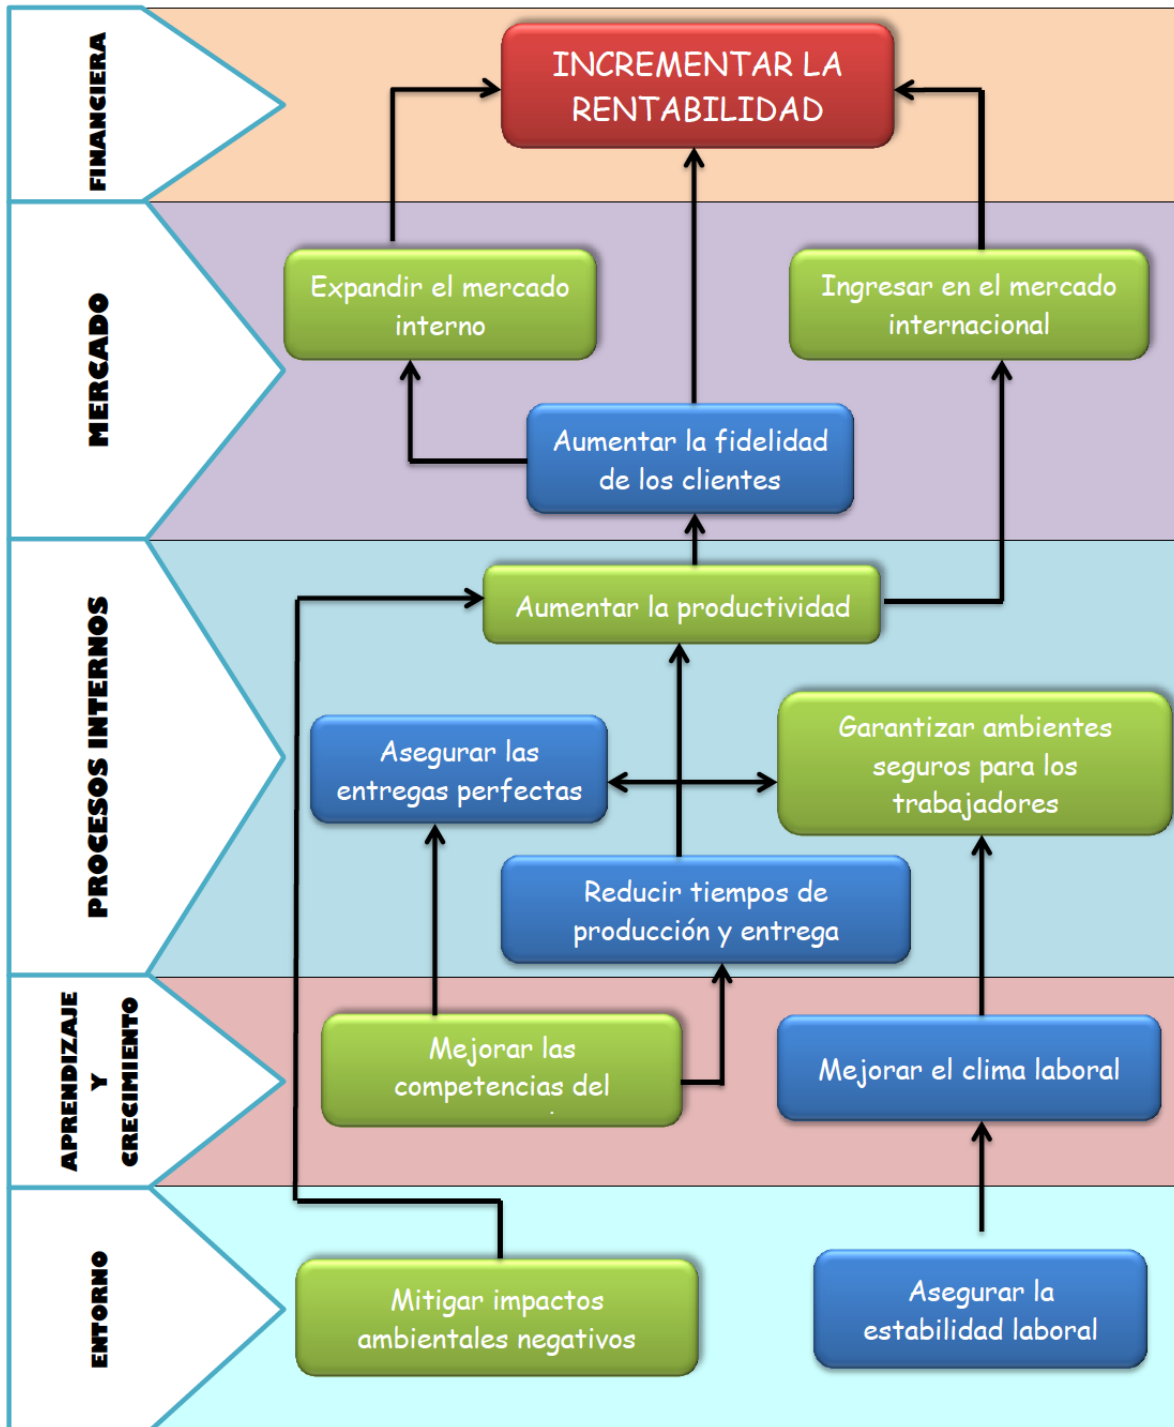 FINANCIERA
INCREMENTAR LA
RENTABILIDAD
MERCADO
Expandir el mercado
interno
Ingresar en el mercado
internacional
Aumentar la fidelidad
de los clientes
PROCESOS INTERNOS
Aumentar la productividad
Asegurar las
entregas perfectas
Garantizar ambientes
seguros para los
trabajadores
Reducir tiempos de
producción y entrega
APRENDIZAJE
Y
CRECIMIENTO
Mejorar las
competencias del
Mejorar el clima laboral
ENTORNO
Mitigar impactos
ambientales negativos
Asegurar la
estabilidad laboral